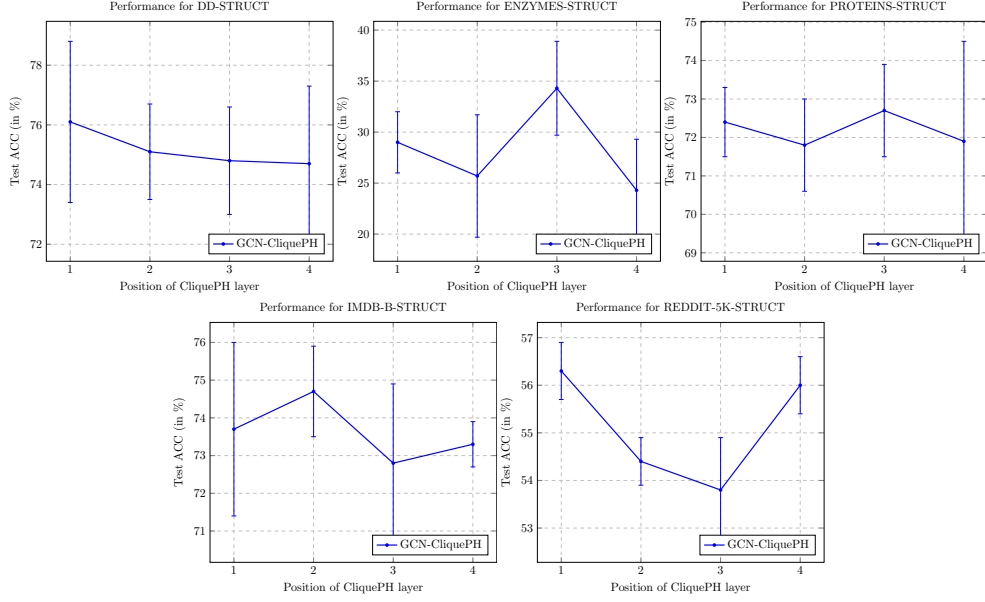 Performance for DD-STRUCT
78
76
74
72
Test ACC (in %)
GCN-CliquePH
1 2 3 4
Position of CliquePH layer
Performance for ENZYMES-STRUCT
40
35
30
25
20
Test ACC (in %)
GCN-CliquePH
1 2 3 4
Position of CliquePH layer
Performance for PROTEINS-STRUCT
75
74
73
72
71
70
69
Test ACC (in %)
GCN-CliquePH
1 2 3 4
Position of CliquePH layer
Performance for IMDB-B-STRUCT
76
75
74
73
72
71
Test ACC (in %)
GCN-CliquePH
1 2 3 4
Position of CliquePH layer
Performance for REDDIT-5K-STRUCT
57
56
55
54
53
Test ACC (in %)
GCN-CliquePH
1 2 3 4
Position of CliquePH layer